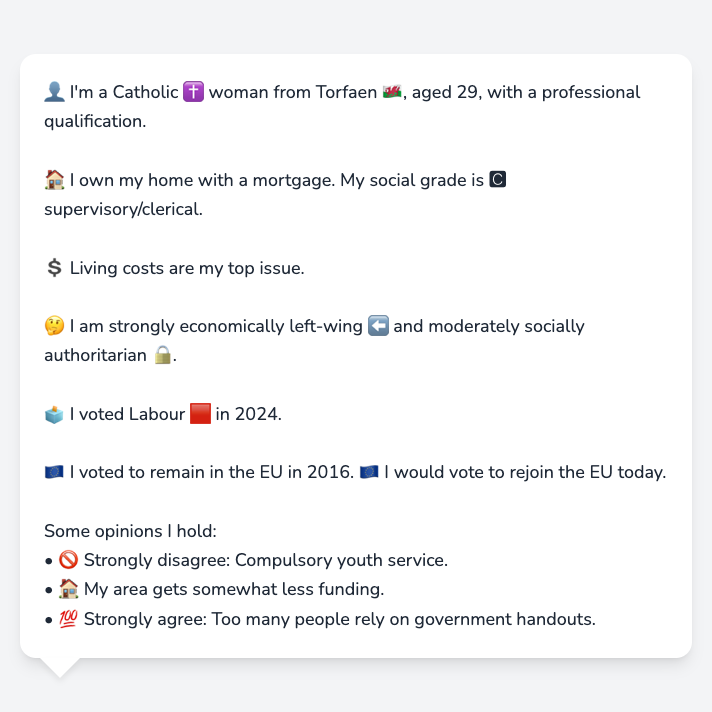 👤 I'm a Catholic ✝️ woman from Torfaen 🏴󠁧󠁢󠁷󠁬󠁳󠁿, aged 29, with a professional
qualification.
🏠 I own my home with a mortgage. My social grade is 🅲
supervisory/clerical.
💲 Living costs are my top issue.
🤔 I am strongly economically left-wing ⬅️ and moderately socially
authoritarian 🔒.
🗳️ I voted Labour 🟥 in 2024.
🇪🇺 I voted to remain in the EU in 2016. 🇪🇺 I would vote to rejoin the EU today.
Some opinions I hold:
• 🚫 Strongly disagree: Compulsory youth service.
• 🏠 My area gets somewhat less funding.
• 💯 Strongly agree: Too many people rely on government handouts.